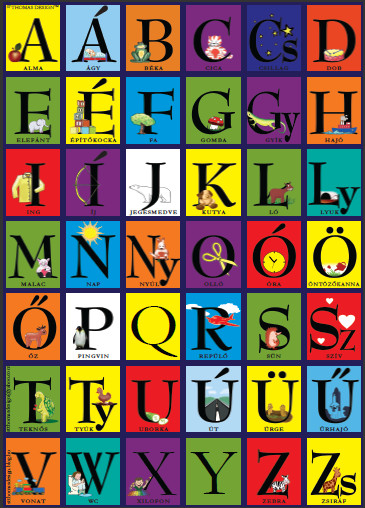 © THOMAS DESIGN
A Á B C Cs D
ALMA ÁGY BÉKA CICA CSILLAG DOB
E É F G Gy H
ELEFÁNT ÉPÍTŐKOCKA FA GOMBA GYÍK HAJÓ
I Í J K L Ly
ING ÍJ JEGESMEDVE KUTYA LÓ LYUK
M N Ny O Ó Ö
MALAC NAP NYÚL OLLÓ ÓRA ÖNTÖZŐKANNA
Ő P Q R S Sz
ŐZ PINGVIN REPÜLŐ SÜN SZÍV
T Ty U Ú Ü Ű
TEKNŐS TYÚK UBORKA ÚT ÜRGE ŰRHAJÓ
V W X Y Z Zs
VONAT WC XILOFON ZEBRA ZSIRÁF